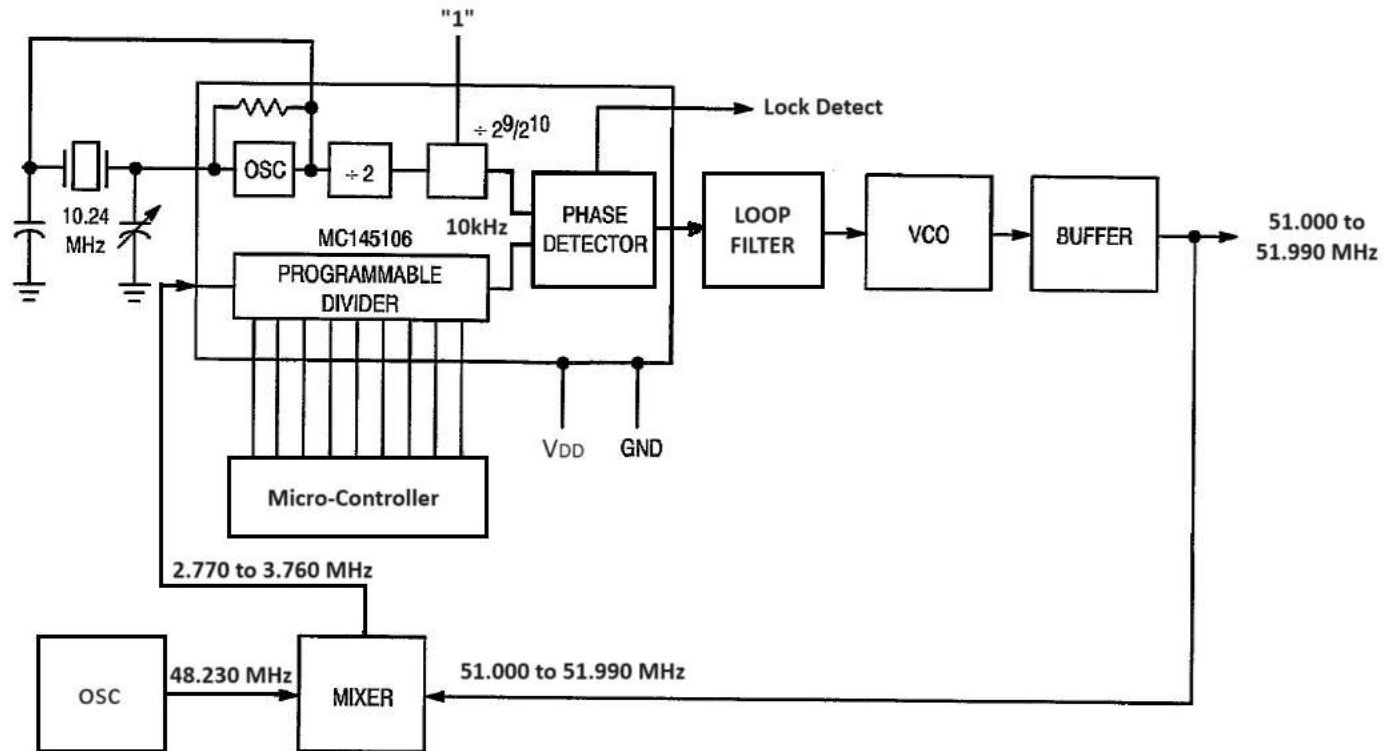 "1"
Lock Detect
÷ 2⁹/2¹⁰
OSC
÷ 2
10.24
MHz
10kHz
PHASE
DETECTOR
LOOP
FILTER
VCO
BUFFER
51.000 to
51.990 MHz
MC145106
PROGRAMMABLE
DIVIDER
VDD
GND
Micro-Controller
2.770 to 3.760 MHz
OSC
48.230 MHz
MIXER
51.000 to 51.990 MHz